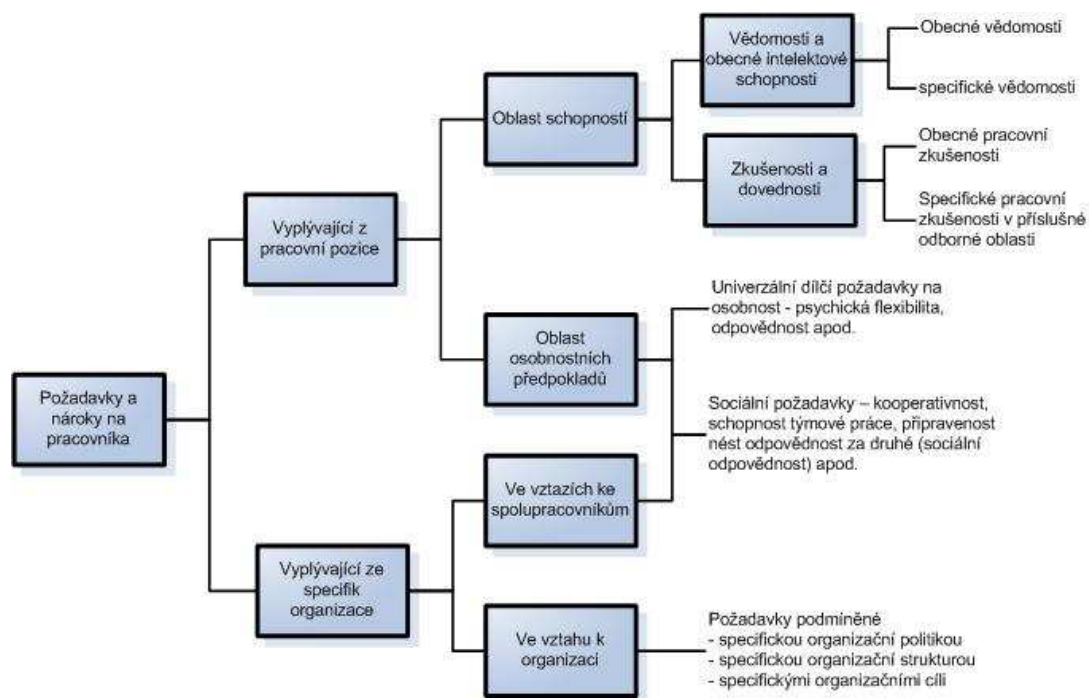 Požadavky a
nároky na
pracovníka
Vyplývající z
pracovní pozice
Vyplývající ze
specifik
organizace
Oblast schopností
Oblast
osobnostních
předpokladů
Ve vztazích ke
spolupracovníkům
Ve vztahu k
organizaci
Vědomosti a
obecné intelektové
schopnosti
Zkušenosti a
dovednosti
Obecné vědomosti
specifické vědomosti
Obecné pracovní
zkušenosti
Specifické pracovní
zkušenosti v příslušné
odborné oblasti
Univerzální dílčí požadavky na
osobnost - psychická flexibilita,
odpovědnost apod.
Sociální požadavky – kooperativnost,
schopnost týmové práce, připravenost
nést odpovědnost za druhé (sociální
odpovědnost) apod.
Požadavky podmíněné
- specifickou organizační politikou
- specifickou organizační strukturou
- specifickými organizačními cíli